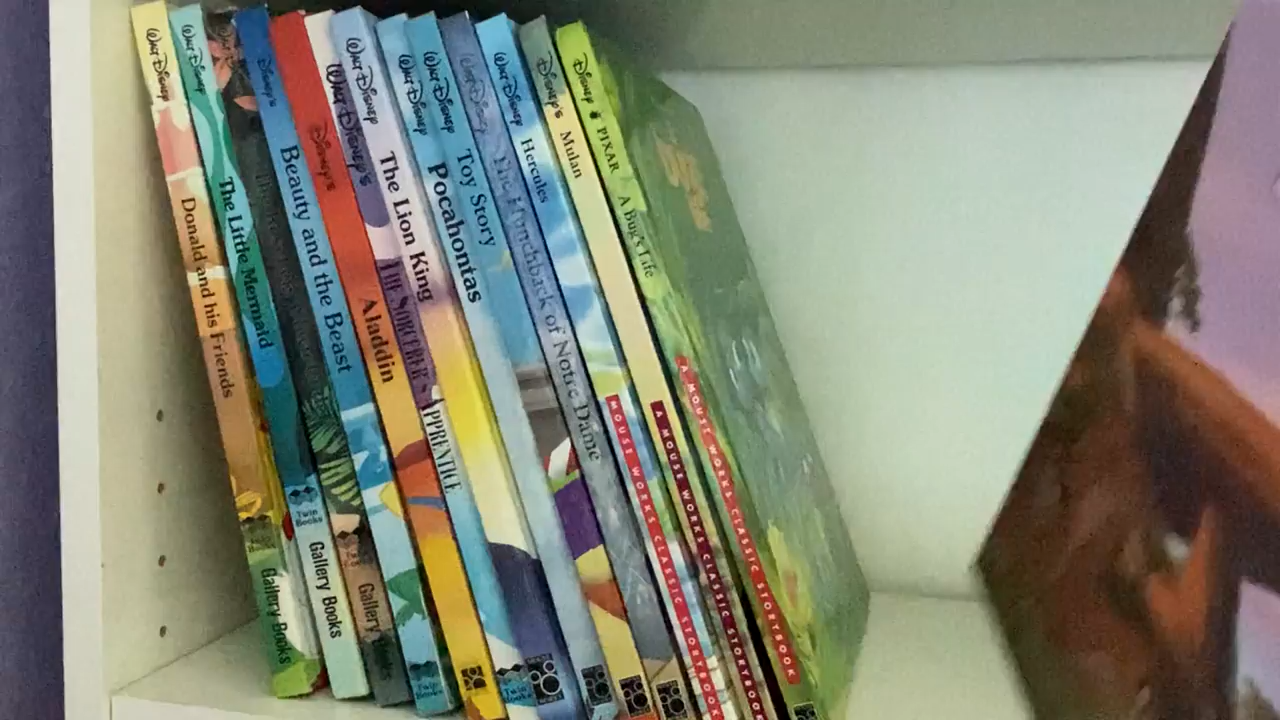 Walt Disney
Donald and his Friends
Gallery Books
Walt Disney
The Little Mermaid
Twin Books
Gallery Books
Gallery
Disney's
Beauty and the Beast
Twin Books
Disney's
Aladdin
Walt Disney's
The Sorcerer's Apprentice
Twin Books
Walt Disney
The Lion King
Walt Disney
Pocahontas
Walt Disney
Toy Story
Walt Disney
The Hunchback of Notre Dame
Walt Disney
Hercules
A MOUSE WORKS CLASSIC STORYBOOK
Disney's
Mulan
A MOUSE WORKS CLASSIC STORYBOOK
Disney PIXAR
A Bug's Life
A MOUSE WORKS CLASSIC STORYBOOK